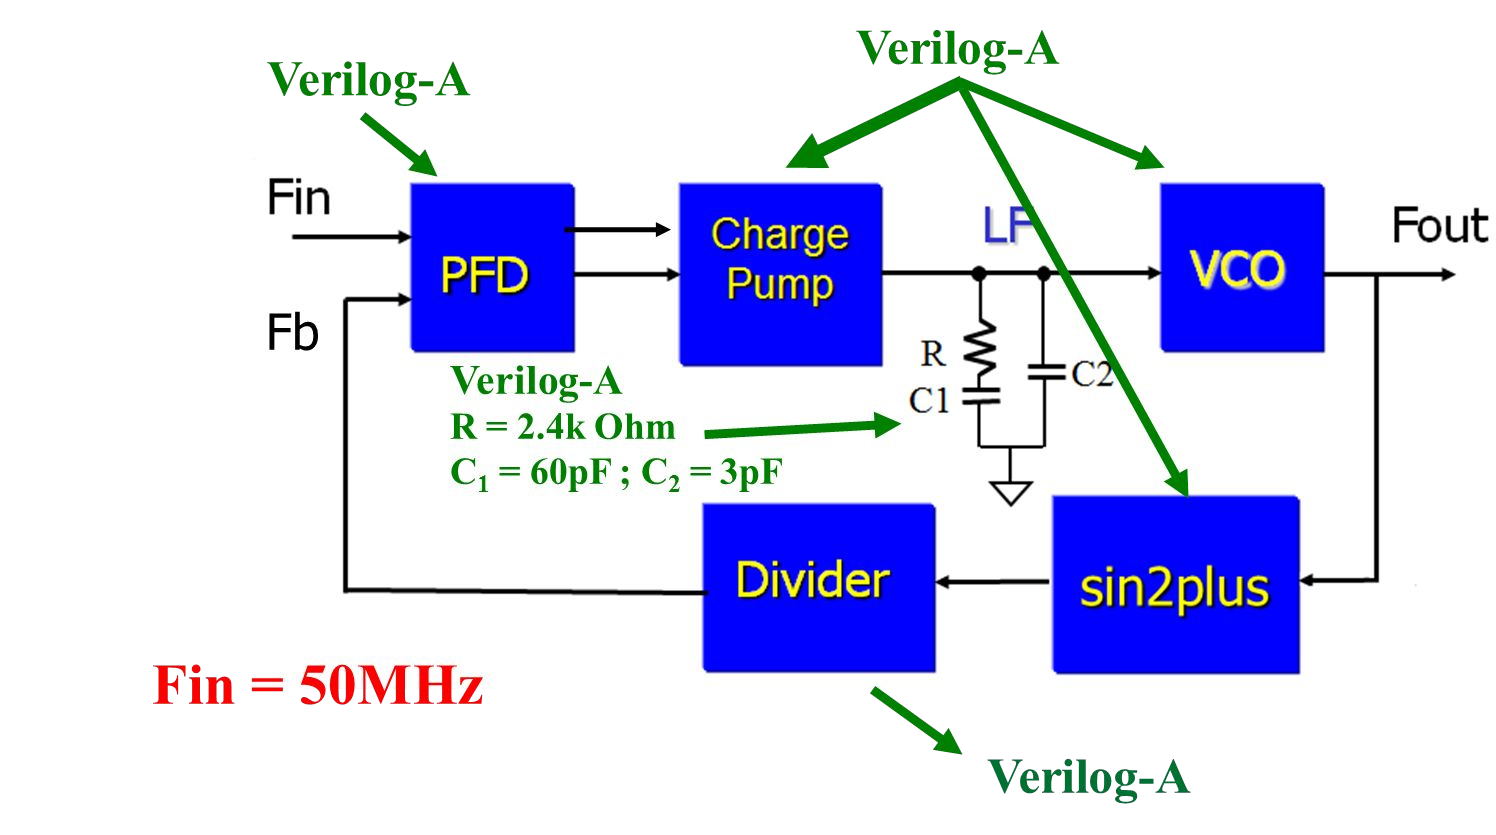 Verilog-A
Verilog-A
Fin
Fb
PFD
Charge
Pump
LF
VCO
Fout
R
C1
C2
Verilog-A
R = 2.4k Ohm
C₁ = 60pF ; C₂ = 3pF
Divider
sin2plus
Fin = 50MHz
Verilog-A